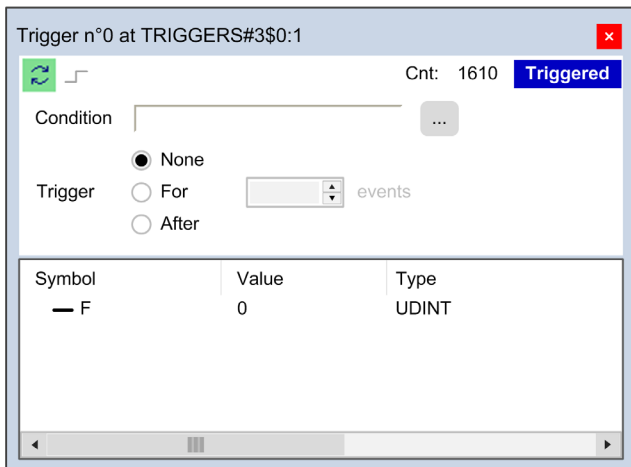 Trigger n°0 at TRIGGERS#3$0:1
Cnt: 1610 Triggered
Condition ...
None
Trigger For events
After
Symbol Value Type
F 0 UDINT